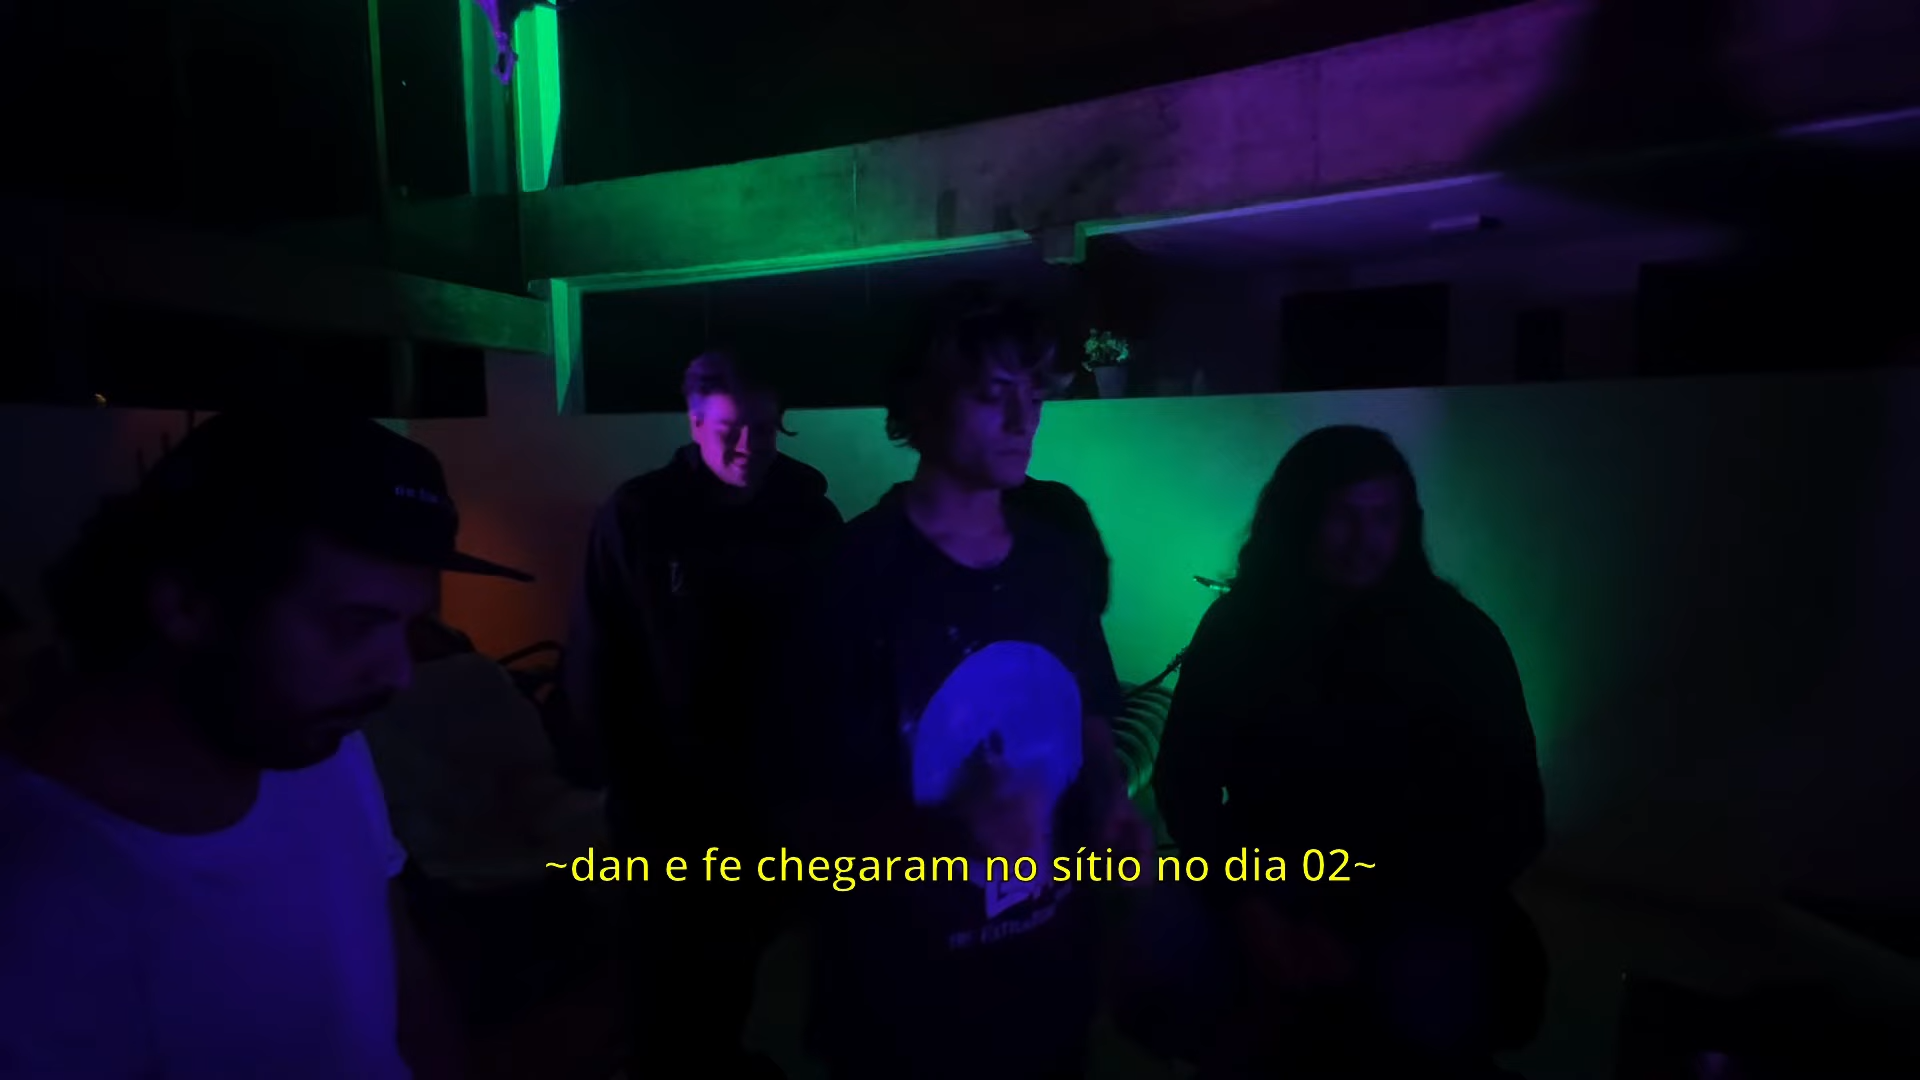 ~dan e fe chegaram no sítio no dia 02~